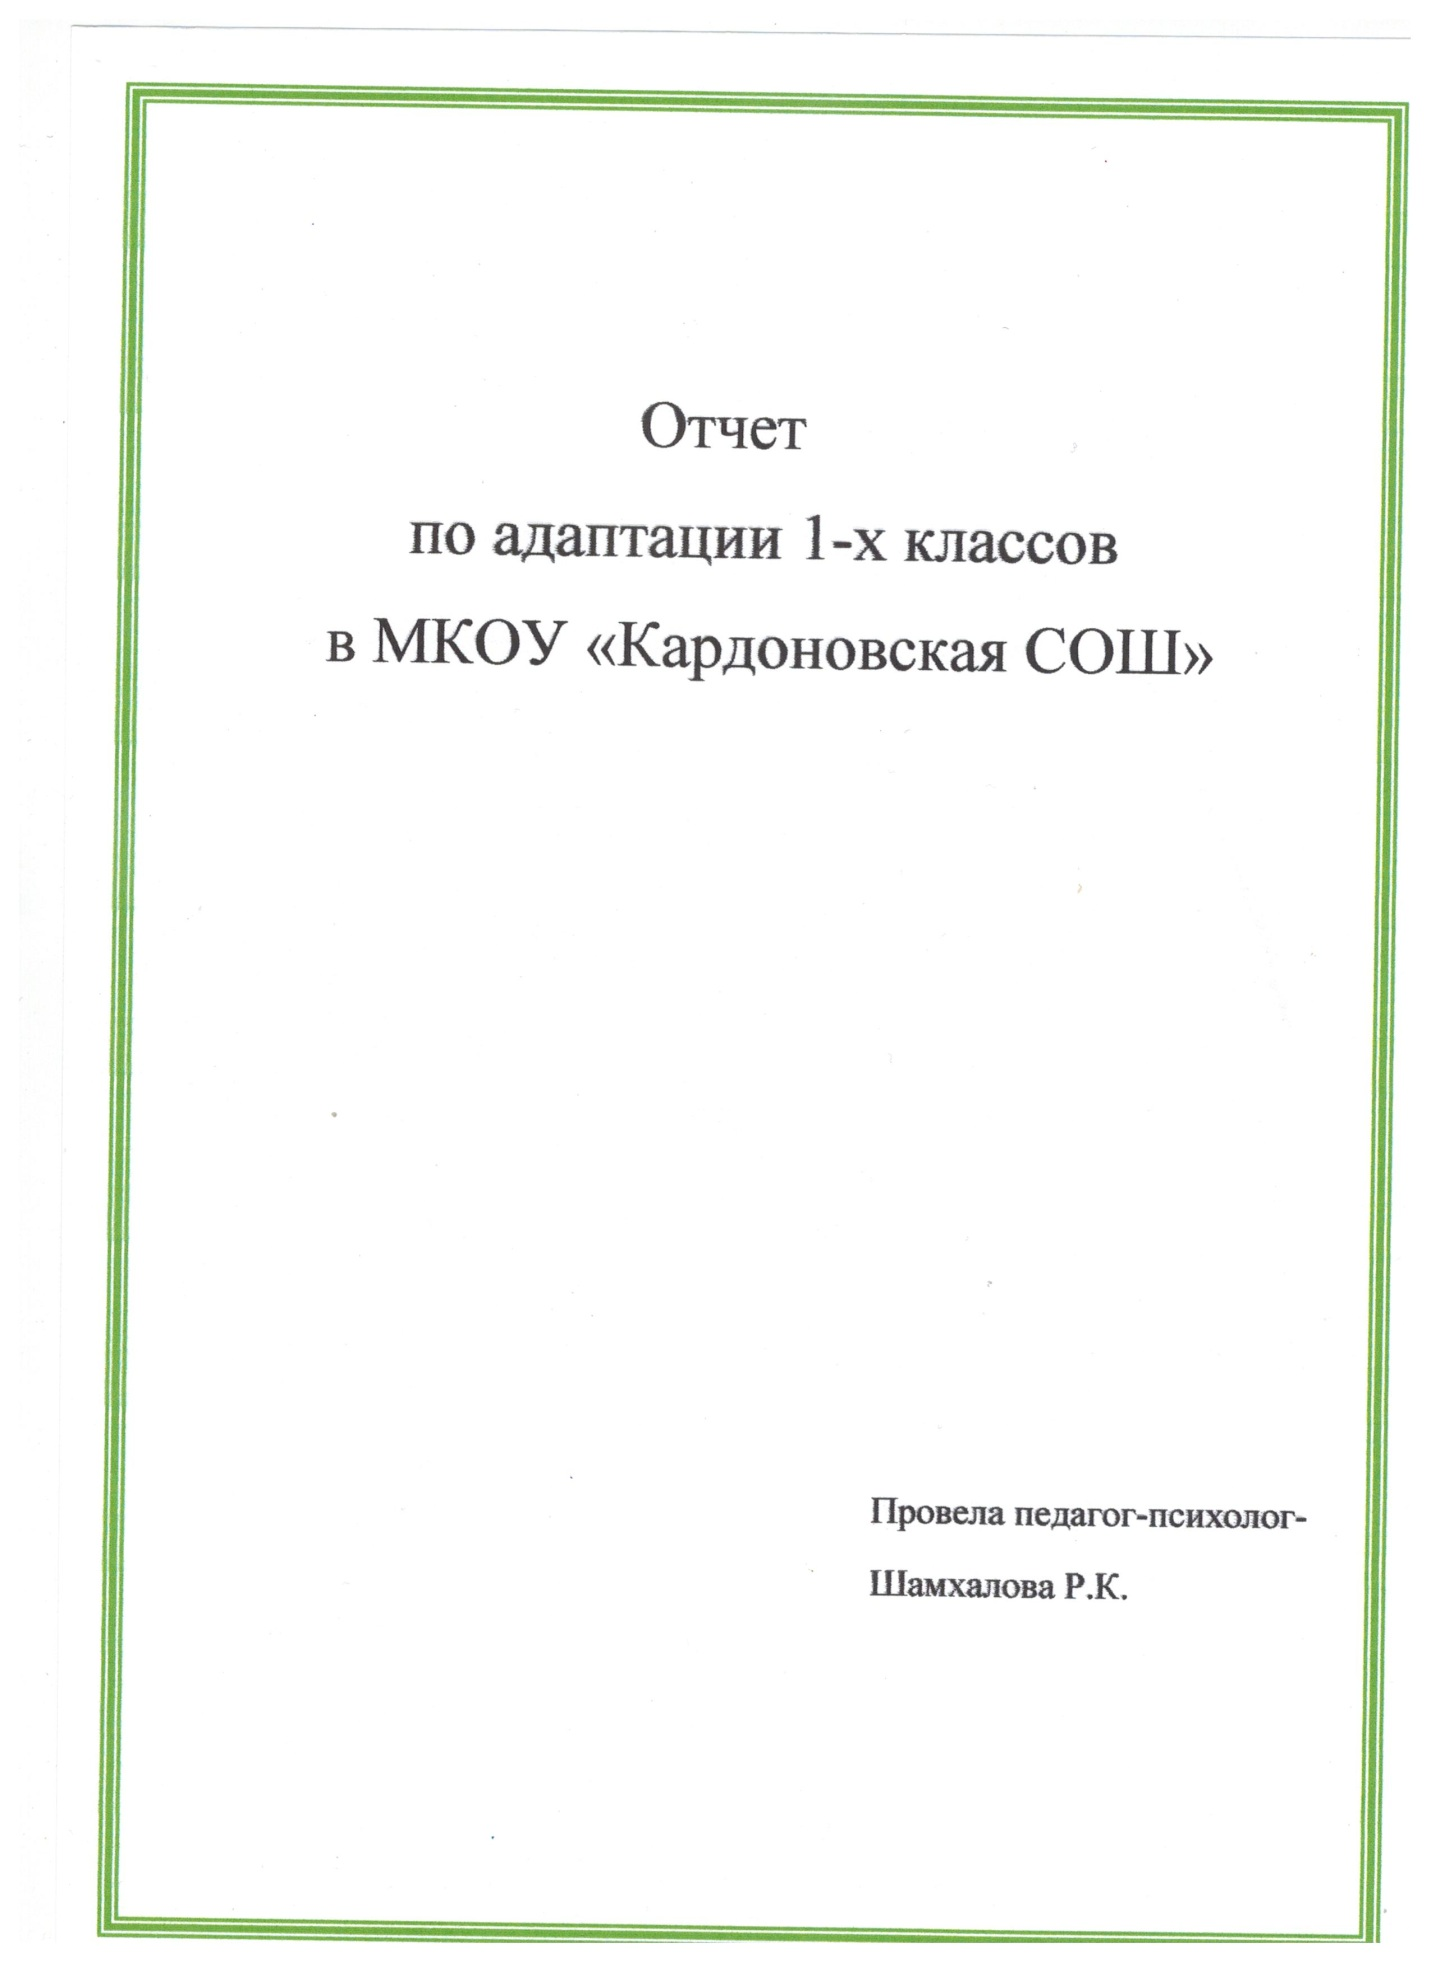 Отчет
по адаптации 1-х классов
в МКОУ «Кардоновская СОШ»
Провела педагог-психолог-
Шамхалова Р.К.